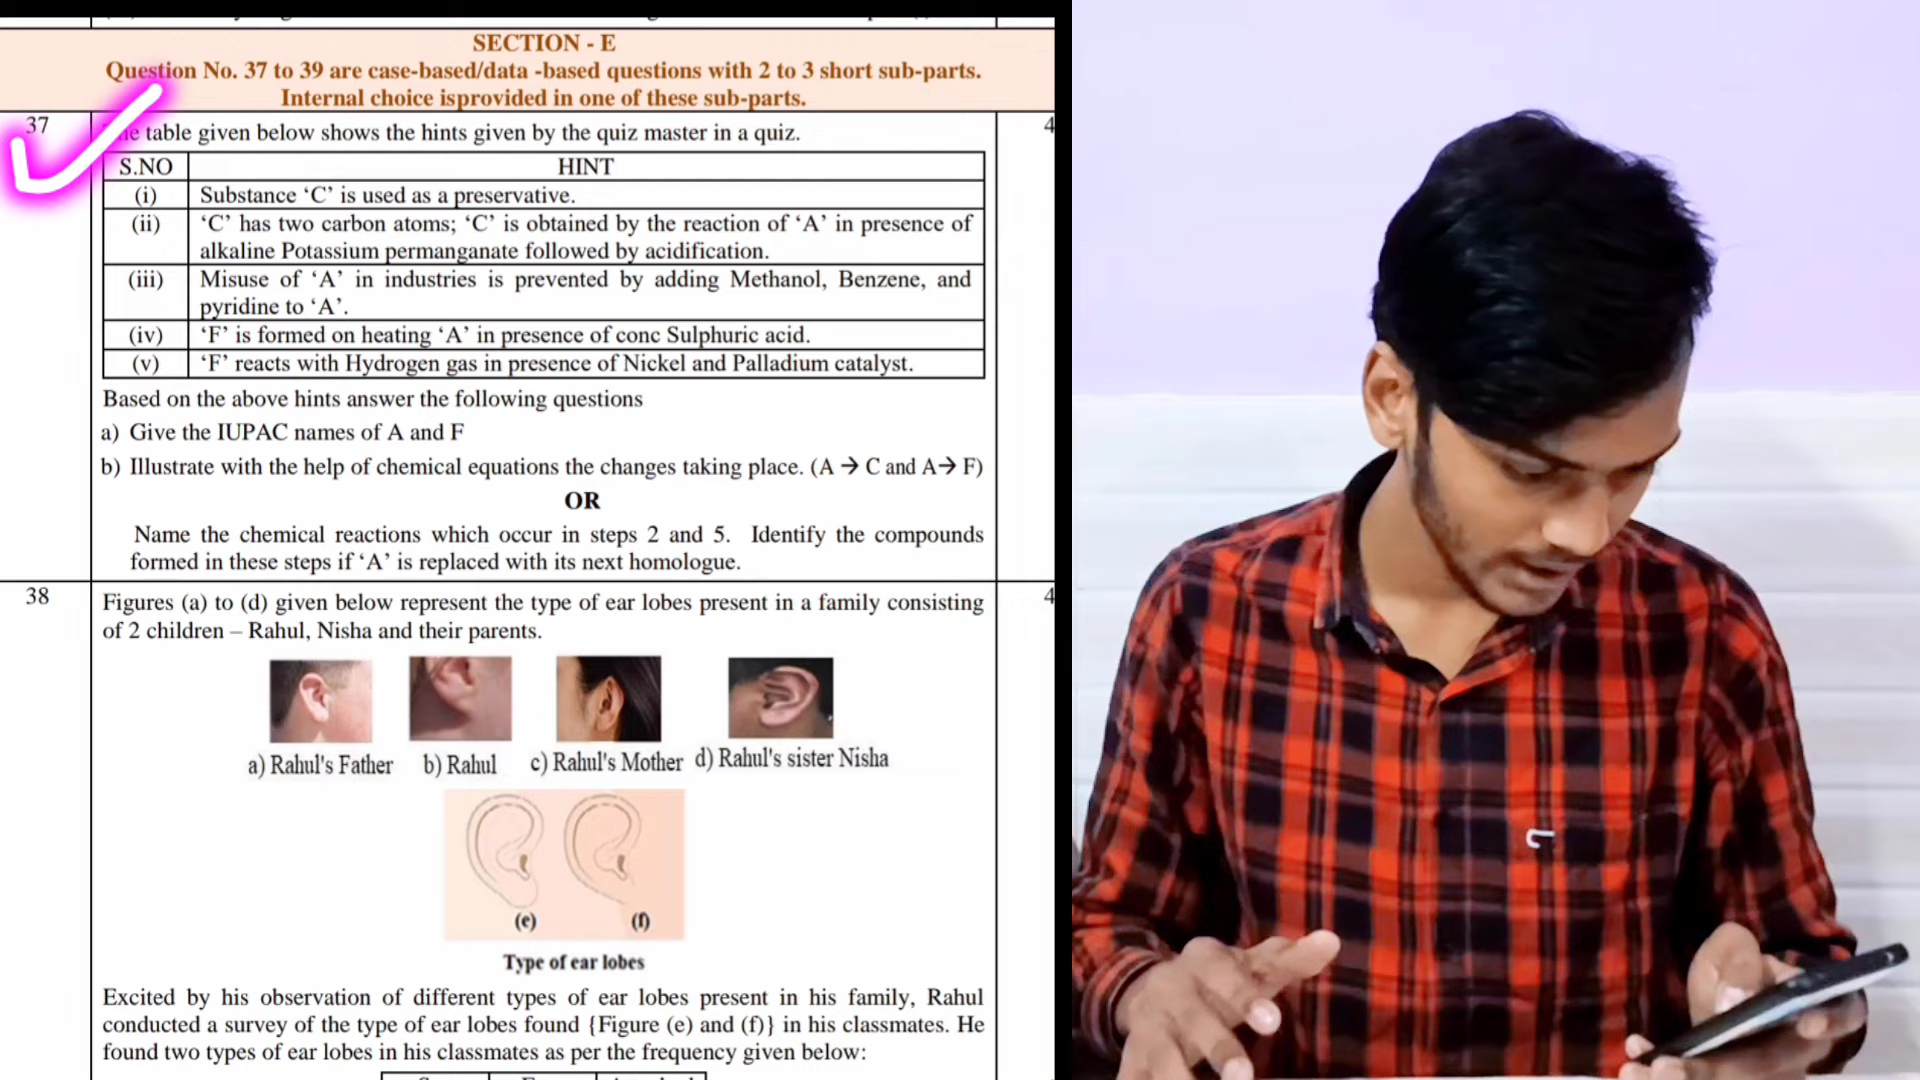 SECTION - E
Question No. 37 to 39 are case-based/data -based questions with 2 to 3 short sub-parts.
Internal choice isprovided in one of these sub-parts.
37
table given below shows the hints given by the quiz master in a quiz.
4
S.NO HINT
(i) Substance ‘C’ is used as a preservative.
(ii) ‘C’ has two carbon atoms; ‘C’ is obtained by the reaction of ‘A’ in presence of
alkaline Potassium permanganate followed by acidification.
(iii) Misuse of ‘A’ in industries is prevented by adding Methanol, Benzene, and
pyridine to ‘A’.
(iv) ‘F’ is formed on heating ‘A’ in presence of conc Sulphuric acid.
(v) ‘F’ reacts with Hydrogen gas in presence of Nickel and Palladium catalyst.
Based on the above hints answer the following questions
a) Give the IUPAC names of A and F
b) Illustrate with the help of chemical equations the changes taking place. (A → C and A→ F)
OR
Name the chemical reactions which occur in steps 2 and 5. Identify the compounds
formed in these steps if ‘A’ is replaced with its next homologue.
38
Figures (a) to (d) given below represent the type of ear lobes present in a family consisting
4
of 2 children – Rahul, Nisha and their parents.
a) Rahul's Father b) Rahul c) Rahul's Mother d) Rahul's sister Nisha
(e) (f)
Type of ear lobes
Excited by his observation of different types of ear lobes present in his family, Rahul
conducted a survey of the type of ear lobes found {Figure (e) and (f)} in his classmates. He
found two types of ear lobes in his classmates as per the frequency given below: